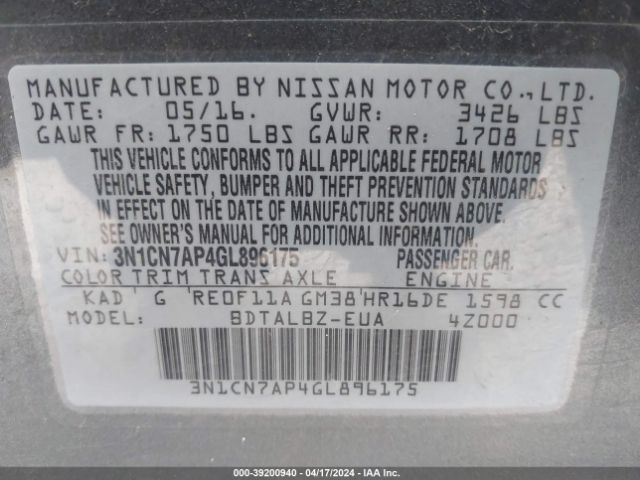 MANUFACTURED BY NISSAN MOTOR CO., LTD.
DATE: 05/16. GVWR: 3426 LBS
GAWR FR: 1750 LBS GAWR RR: 1708 LBS
THIS VEHICLE CONFORMS TO ALL APPLICABLE FEDERAL MOTOR
VEHICLE SAFETY, BUMPER AND THEFT PREVENTION STANDARDS
IN EFFECT ON THE DATE OF MANUFACTURE SHOWN ABOVE.
SEE OWNER'S MANUAL FOR ADDITIONAL INFORMATION.
VIN: 3N1CN7AP4GL896175 PASSENGER CAR.
COLOR TRIM TRANS AXLE ENGINE
KAD G RE0F11A GM38 HR16DE 1598 CC
MODEL: BDTALBZ-EUA 4Z000
3N1CN7AP4GL896175
000-39200940 - 04/17/2024 - IAA Inc.